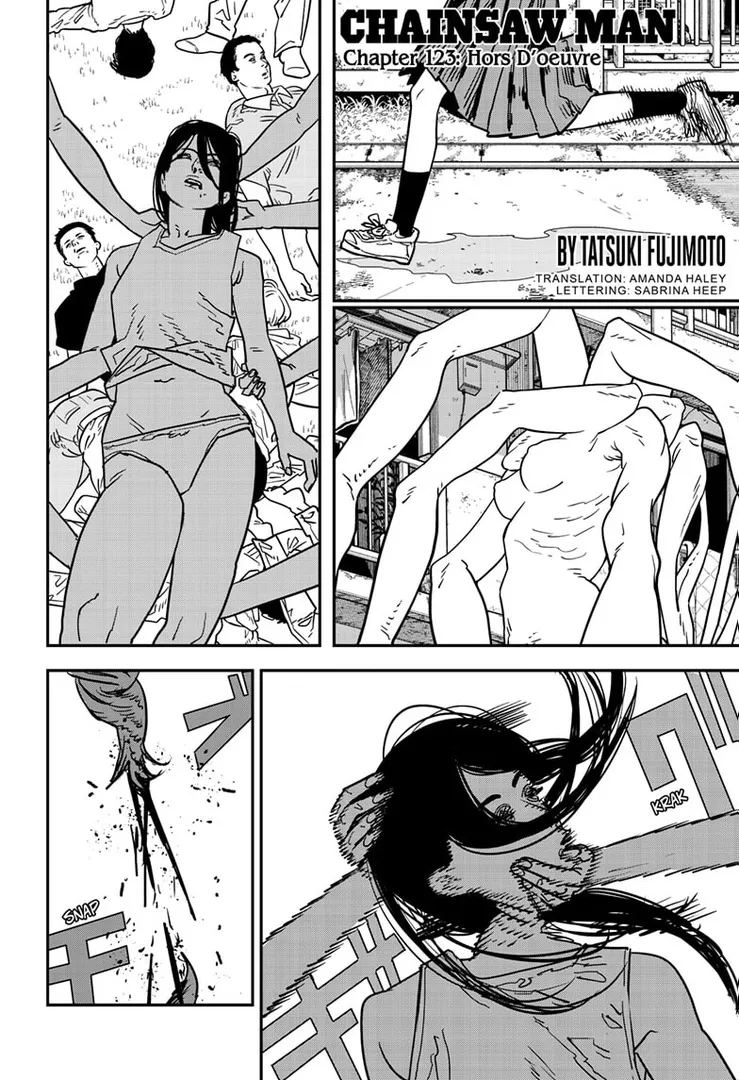 CHAINSAW MAN
Chapter 123: Hors D'oeuvre
BY TATSUKI FUJIMOTO
TRANSLATION: AMANDA HALEY
LETTERING: SABRINA HEEP
KRAK
SNAP